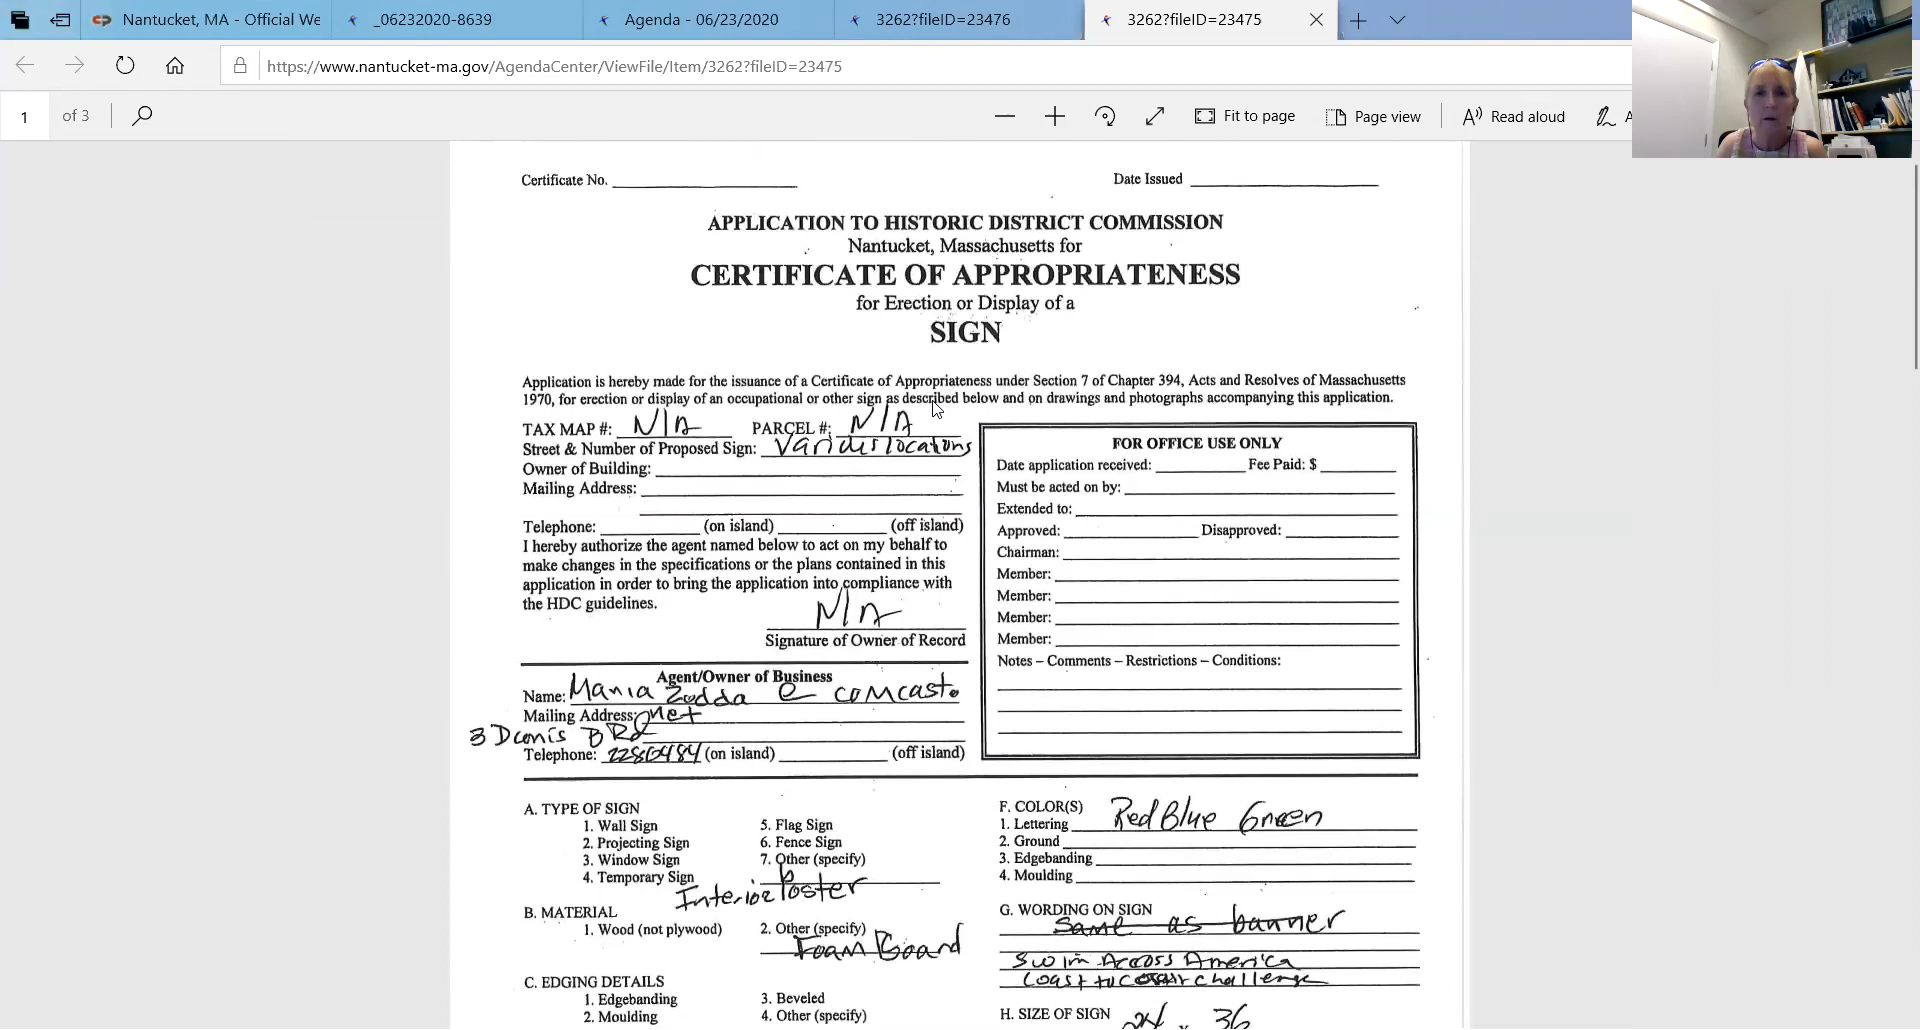 Nantucket, MA - Official We
_06232020-8639
Agenda - 06/23/2020
3262?fileID=23476
3262?fileID=23475
https://www.nantucket-ma.gov/AgendaCenter/ViewFile/Item/3262?fileID=23475
1 of 3
Fit to page
Page view
Read aloud
Certificate No.
Date Issued
APPLICATION TO HISTORIC DISTRICT COMMISSION
Nantucket, Massachusetts for
CERTIFICATE OF APPROPRIATENESS
for Erection or Display of a
SIGN
Application is hereby made for the issuance of a Certificate of Appropriateness under Section 7 of Chapter 394, Acts and Resolves of Massachusetts
1970, for erection or display of an occupational or other sign as described below and on drawings and photographs accompanying this application.
TAX MAP #: N/A PARCEL #: N/A
Street & Number of Proposed Sign: Various locations
Owner of Building:
Mailing Address:
Telephone: (on island) (off island)
I hereby authorize the agent named below to act on my behalf to
make changes in the specifications or the plans contained in this
application in order to bring the application into compliance with
the HDC guidelines.
N/A
Signature of Owner of Record
Agent/Owner of Business
Name: Maria Zodda @ comcast.
Mailing Address: net
3 Rd
Telephone: 2280484 (on island) (off island)
FOR OFFICE USE ONLY
Date application received: Fee Paid: $
Must be acted on by:
Extended to:
Approved: Disapproved:
Chairman:
Member:
Member:
Member:
Member:
Notes – Comments – Restrictions – Conditions:
A. TYPE OF SIGN
1. Wall Sign
2. Projecting Sign
3. Window Sign
4. Temporary Sign
5. Flag Sign
6. Fence Sign
7. Other (specify)
Interior Poster
B. MATERIAL
1. Wood (not plywood)
2. Other (specify)
Foam Board
C. EDGING DETAILS
1. Edgebanding
2. Moulding
3. Beveled
4. Other (specify)
F. COLOR(S)
1. Lettering Red Blue Green
2. Ground
3. Edgebanding
4. Moulding
G. WORDING ON SIGN
Same as banner
Swim Across America
Coast to Coast challenge
H. SIZE OF SIGN 24 x 36